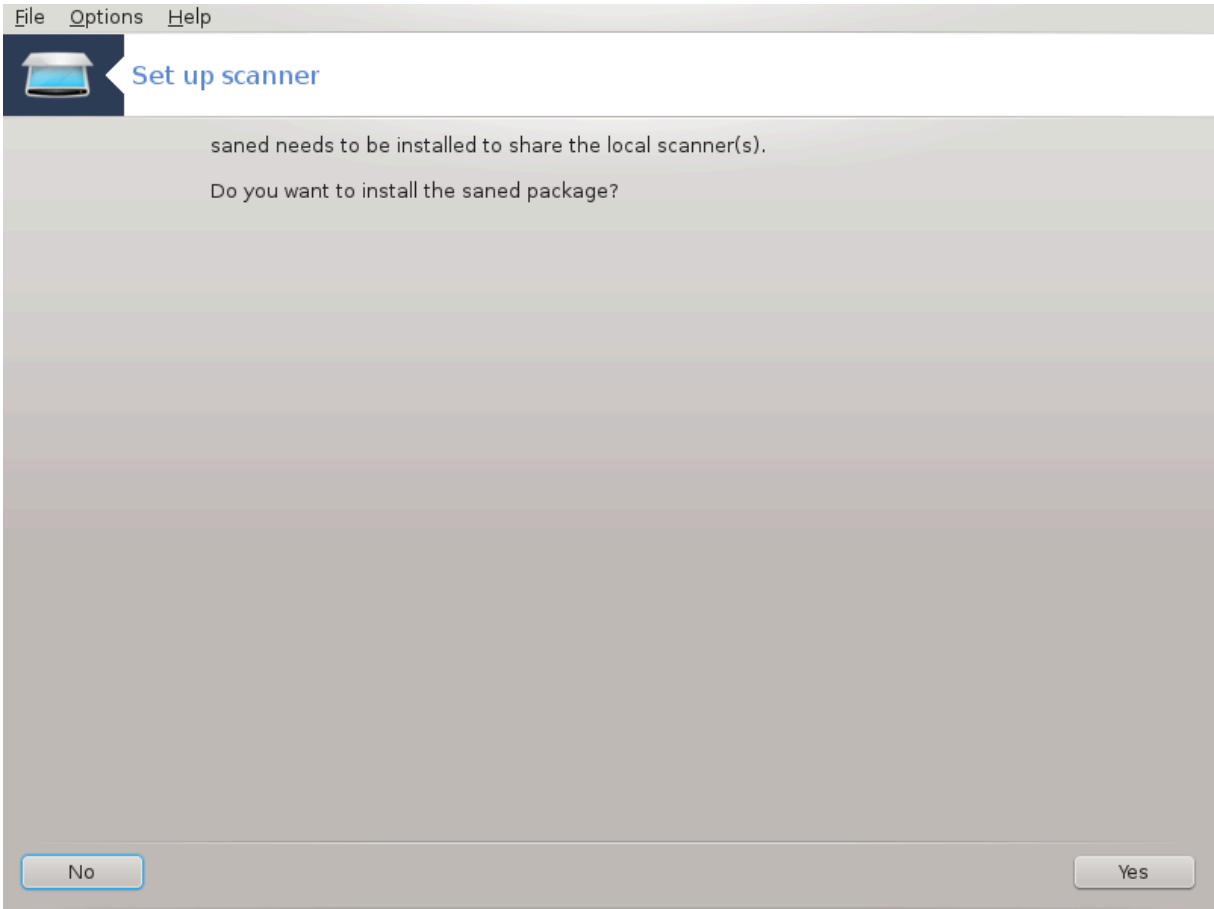 File Options Help
Set up scanner
saned needs to be installed to share the local scanner(s).
Do you want to install the saned package?
No Yes